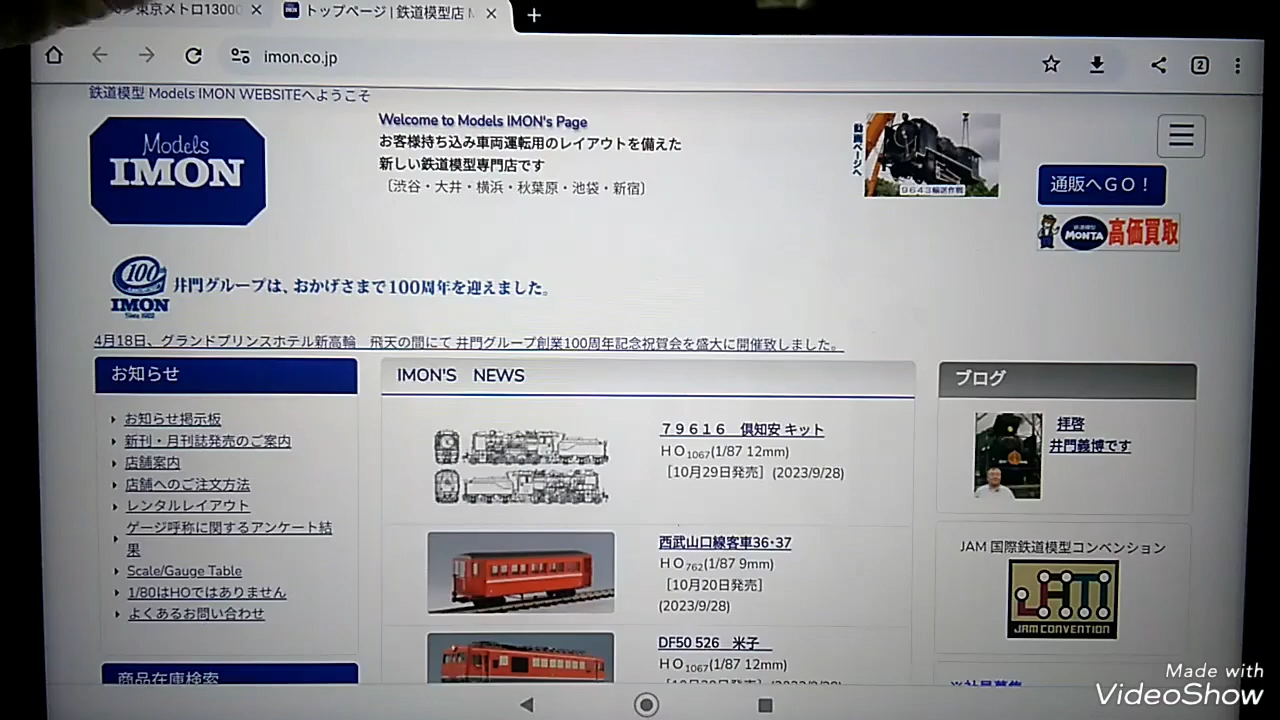 東京メトロ1300
トップページ | 鉄道模型店
imon.co.jp
2
鉄道模型 Models IMON WEBSITEへようこそ
Models
IMON
Welcome to Models IMON's Page
お客様持ち込み車両運転用のレイアウトを備えた
新しい鉄道模型専門店です
〔渋谷・大井・横浜・秋葉原・池袋・新宿〕
動画ページへ
9643輸送作戦
通販へGO！
鉄道模型
MONTA
高価買取
100
IMON
Since 1922
井門グループは、おかげさまで100周年を迎えました。
4月18日、グランドプリンスホテル新高輪　飛天の間にて 井門グループ創業100周年記念祝賀会を盛大に開催致しました。
お知らせ
お知らせ掲示板
新刊・月刊誌発売のご案内
店舗案内
店舗へのご注文方法
レンタルレイアウト
ゲージ呼称に関するアンケート結
果
Scale/Gauge Table
1/80はHOではありません
よくあるお問い合わせ
商品在庫検索
IMON'S NEWS
７９６１６　倶知安 キット
ＨＯ1067(1/87 12mm)
［10月29日発売］(2023/9/28)
西武山口線客車36･37
ＨＯ762(1/87 9mm)
［10月20日発売］
(2023/9/28)
DF50 526　米子
ＨＯ1067(1/87 12mm)
ブログ
拝啓
井門義博です
JAM 国際鉄道模型コンベンション
JAM
JAM CONVENTION
Made with
VideoShow